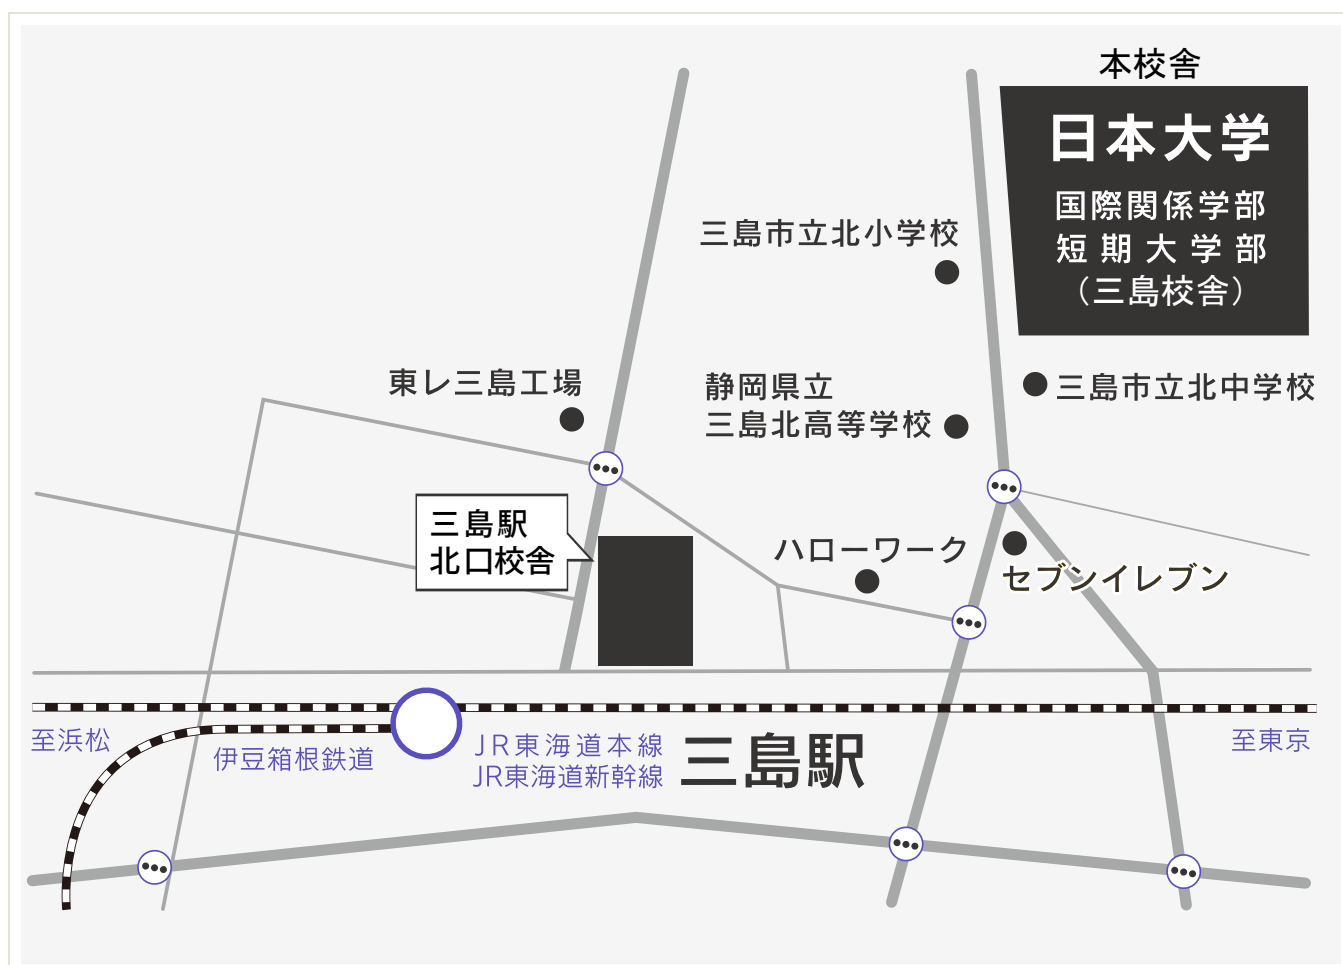 本校舎
日本大学
国際関係学部
短期大学部
（三島校舎）
三島市立北小学校
東レ三島工場
静岡県立
三島北高等学校
三島市立北中学校
三島駅
北口校舎
ハローワーク
セブンイレブン
至浜松
伊豆箱根鉄道
JR東海道本線
JR東海道新幹線
三島駅
至東京